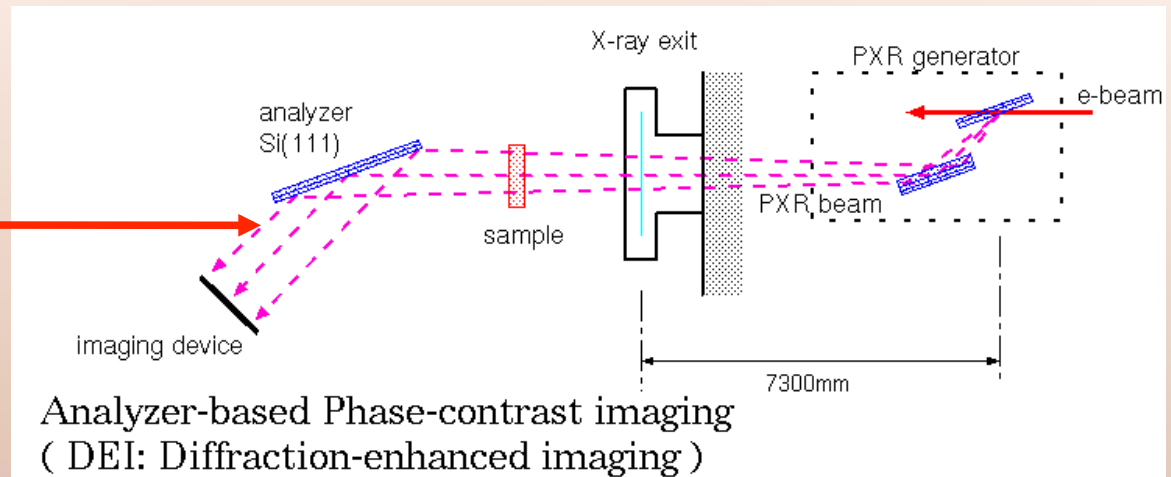 X-ray exit
PXR generator
e-beam
analyzer
Si(111)
PXR beam
sample
imaging device
7300mm
Analyzer-based Phase-contrast imaging
( DEI: Diffraction-enhanced imaging )